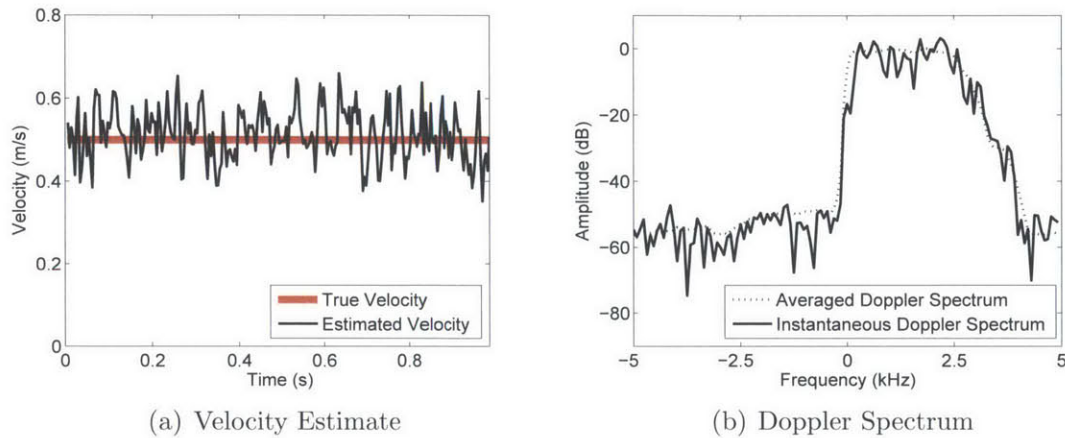 0.8
0.6
0.4
0.2
0
Velocity (m/s)
0
0.2
0.4
0.6
0.8
Time (s)
True Velocity
Estimated Velocity
(a) Velocity Estimate
0
−20
−40
−60
−80
Amplitude (dB)
−5
−2.5
0
2.5
5
Frequency (kHz)
Averaged Doppler Spectrum
Instantaneous Doppler Spectrum
(b) Doppler Spectrum